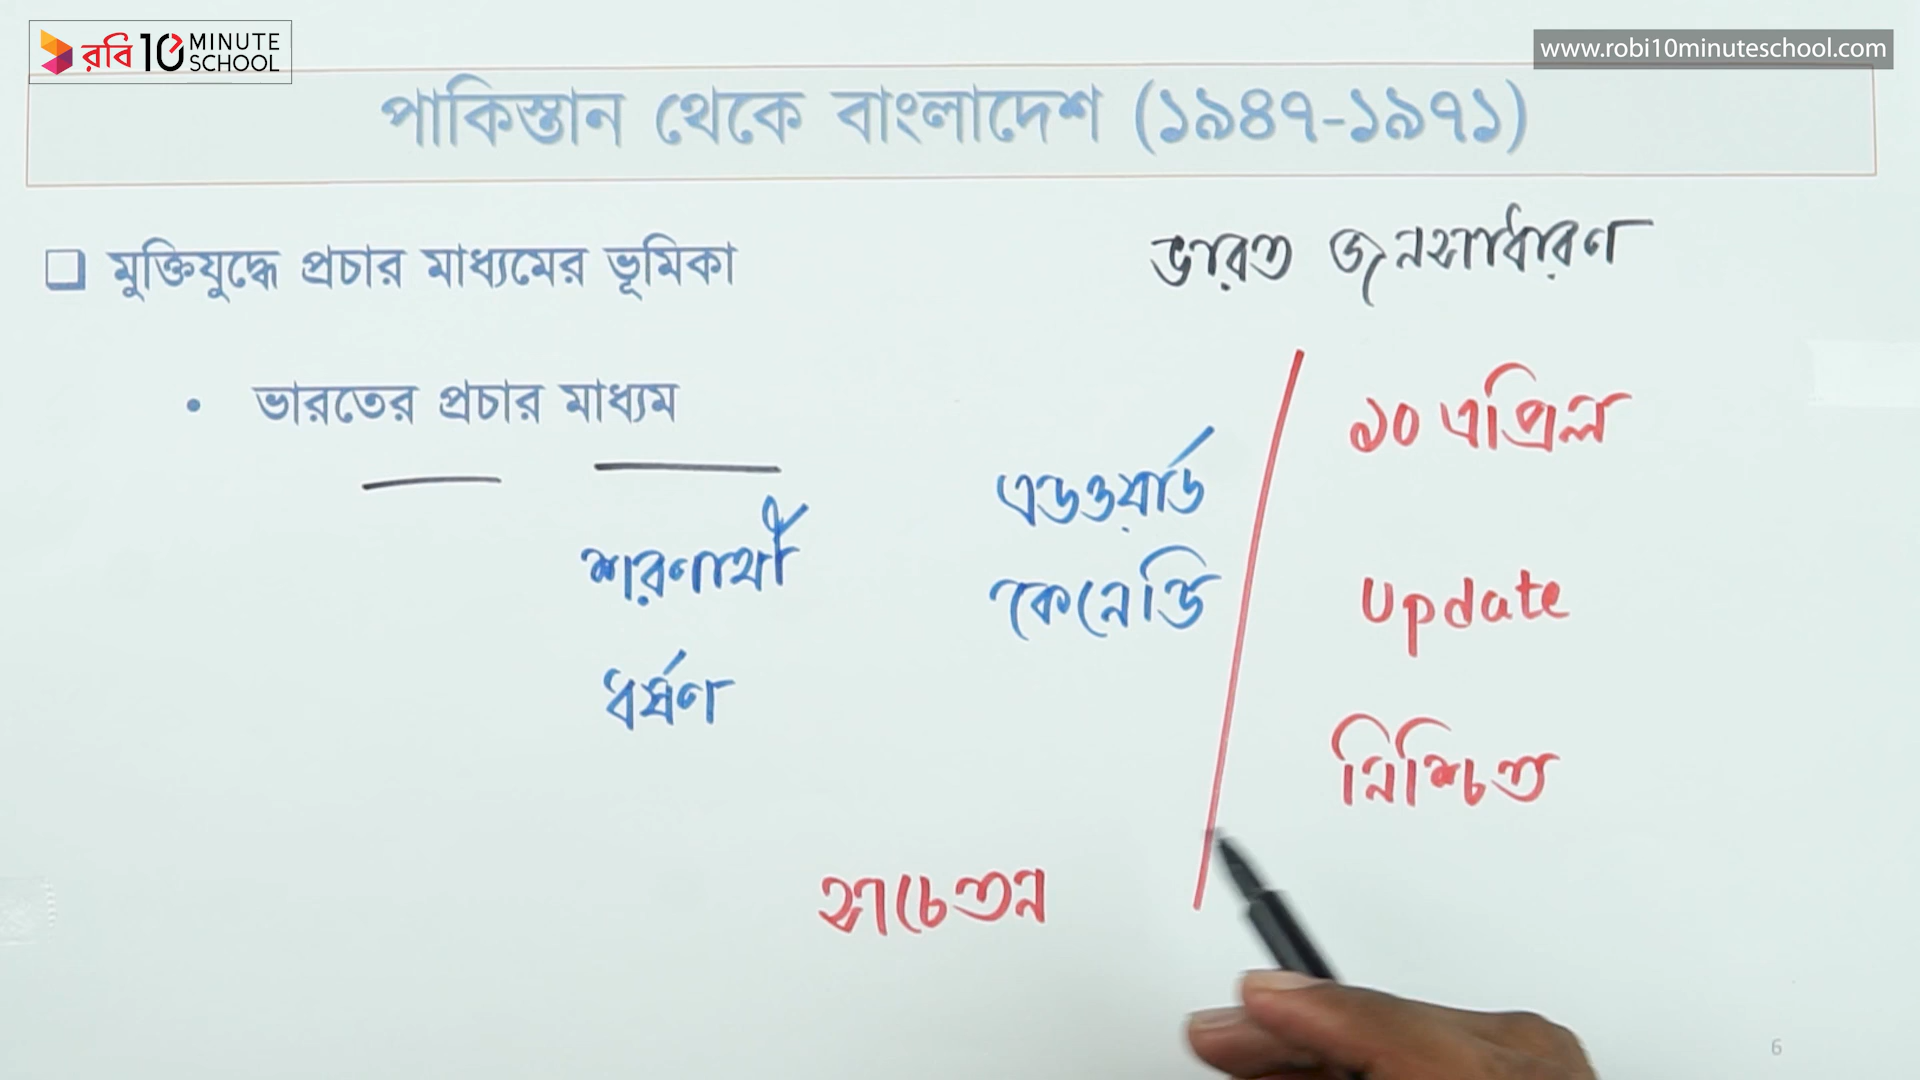 রবি 10 MINUTE SCHOOL
www.robi10minuteschool.com
পাকিস্তান থেকে বাংলাদেশ (১৯৪৭-১৯৭১)
মুক্তিযুদ্ধে প্রচার মাধ্যমের ভূমিকা
ভারত জনসাধারণ
• ভারতের প্রচার মাধ্যম
১০ এপ্রিল
এডওয়ার্ড
শরণার্থী
কেনেডি
Update
ধর্ষণ
নিশ্চিত
সচেতন
6